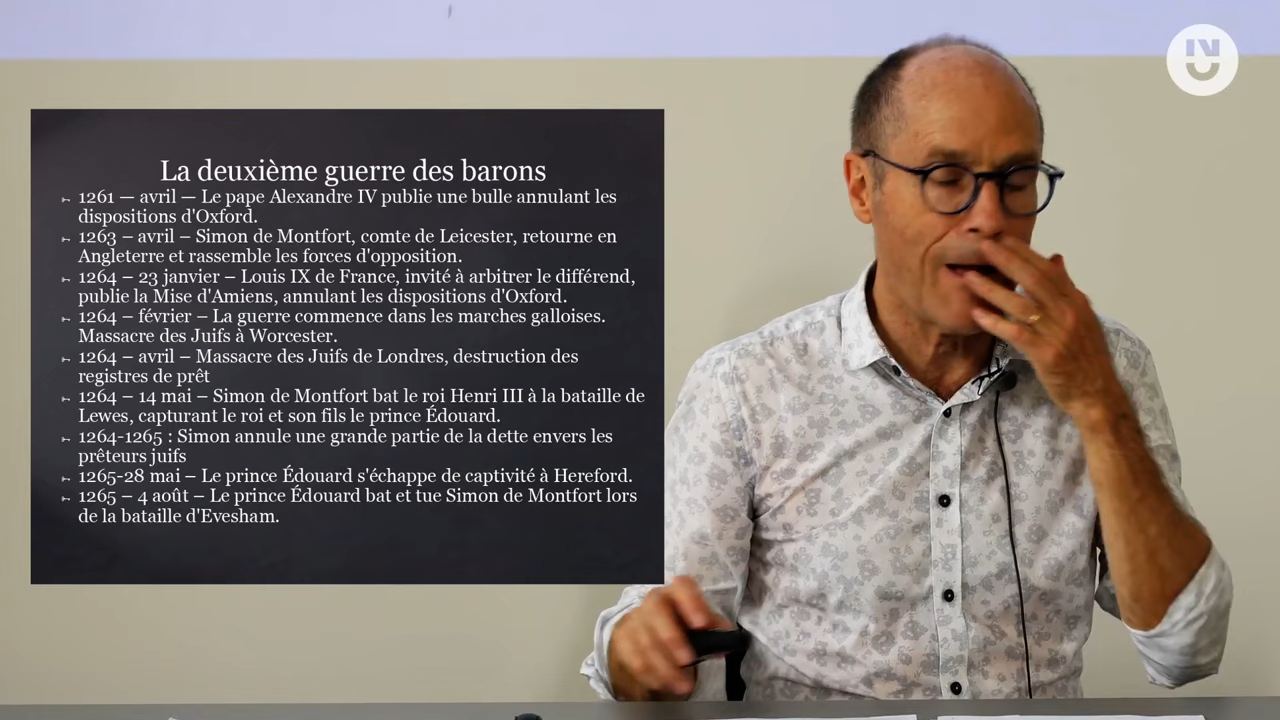 La deuxième guerre des barons
1261 — avril — Le pape Alexandre IV publie une bulle annulant les
dispositions d'Oxford.
1263 – avril – Simon de Montfort, comte de Leicester, retourne en
Angleterre et rassemble les forces d'opposition.
1264 – 23 janvier – Louis IX de France, invité à arbitrer le différend,
publie la Mise d'Amiens, annulant les dispositions d'Oxford.
1264 – février – La guerre commence dans les marches galloises.
Massacre des Juifs à Worcester.
1264 – avril – Massacre des Juifs de Londres, destruction des
registres de prêt
1264 – 14 mai – Simon de Montfort bat le roi Henri III à la bataille de
Lewes, capturant le roi et son fils le prince Édouard.
1264-1265 : Simon annule une grande partie de la dette envers les
prêteurs juifs
1265-28 mai – Le prince Édouard s'échappe de captivité à Hereford.
1265 – 4 août – Le prince Édouard bat et tue Simon de Montfort lors
de la bataille d'Evesham.